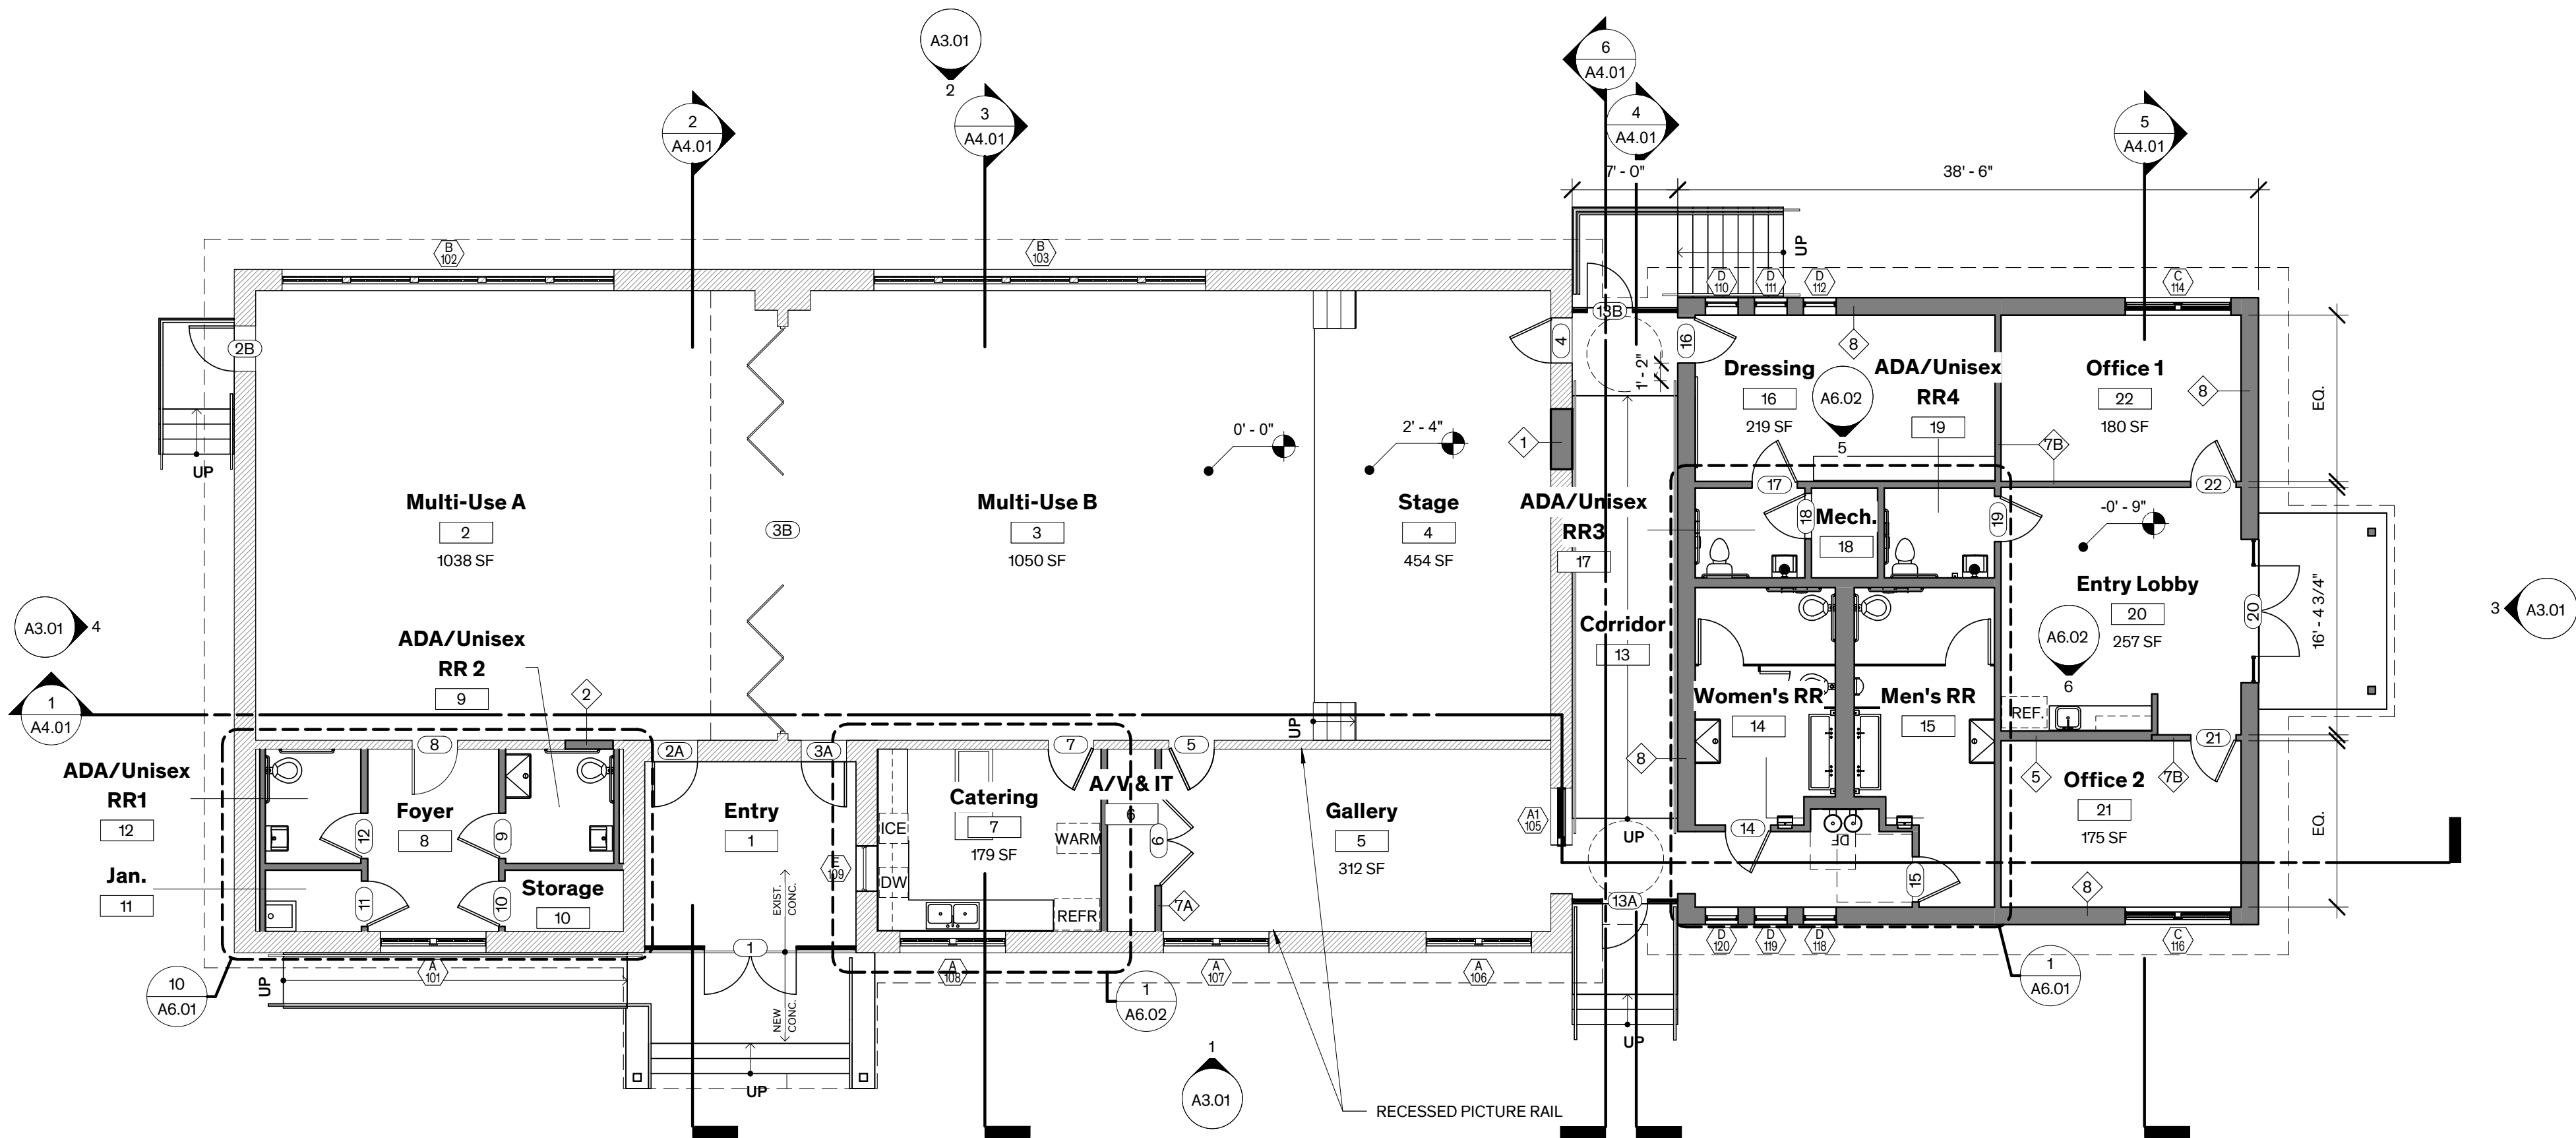 A3.01
2
6
A4.01
2
A4.01
3
A4.01
4
A4.01
5
A4.01
7' - 0"
38' - 6"
B
102
B
103
UP
D
110
D
111
D
112
C
114
13B
2B
4
16
8
1' - 2"
Dressing
16
219 SF
A6.02
5
ADA/Unisex
RR4
19
Office 1
22
180 SF
8
EQ.
UP
0' - 0"
2' - 4"
1
7B
Multi-Use A
2
1038 SF
3B
Multi-Use B
3
1050 SF
Stage
4
454 SF
ADA/Unisex
RR3
17
17
18
Mech.
18
19
22
-0' - 9"
Entry Lobby
20
257 SF
20
16' - 4 3/4"
3
A3.01
A3.01
4
ADA/Unisex
RR 2
9
2
Corridor
13
A6.02
6
1
A4.01
Women's RR
14
Men's RR
15
REF.
UP
8
2A
3A
7
5
8
5
7B
21
ADA/Unisex
RR1
12
Foyer
8
12
9
Entry
1
ICE
Catering
7
179 SF
WARM
A/V & IT
6
6
Gallery
5
312 SF
A1
105
UP
14
DF
Office 2
21
175 SF
EQ.
Jan.
11
11
10
Storage
10
E
109
DW
EXIST.
CONC.
REFR
7A
15
8
13A
1
A
101
A
108
A
107
A
106
D
120
D
119
D
118
C
116
10
A6.01
UP
NEW
CONC.
1
A6.02
1
A6.01
UP
UP
1
A3.01
RECESSED PICTURE RAIL